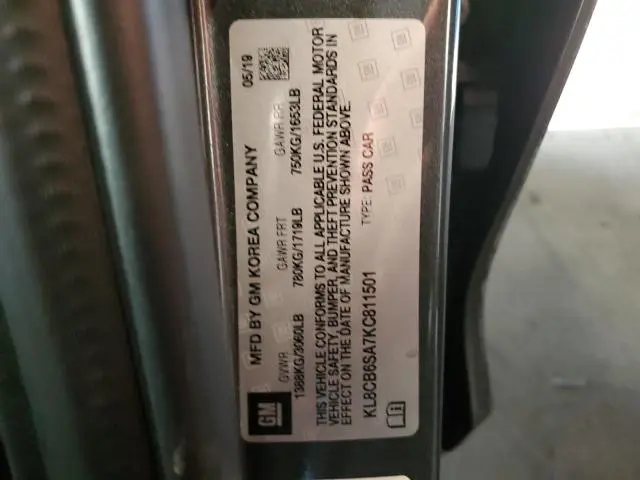 GM
MFD BY GM KOREA COMPANY 05/19
GVWR GAWR FRT GAWR RR
1388KG/3060LB 780KG/1719LB 750KG/1653LB
THIS VEHICLE CONFORMS TO ALL APPLICABLE U.S. FEDERAL MOTOR
VEHICLE SAFETY, BUMPER, AND THEFT PREVENTION STANDARDS IN
EFFECT ON THE DATE OF MANUFACTURE SHOWN ABOVE.
KL8CB6SA7KC811501 TYPE: PASS CAR